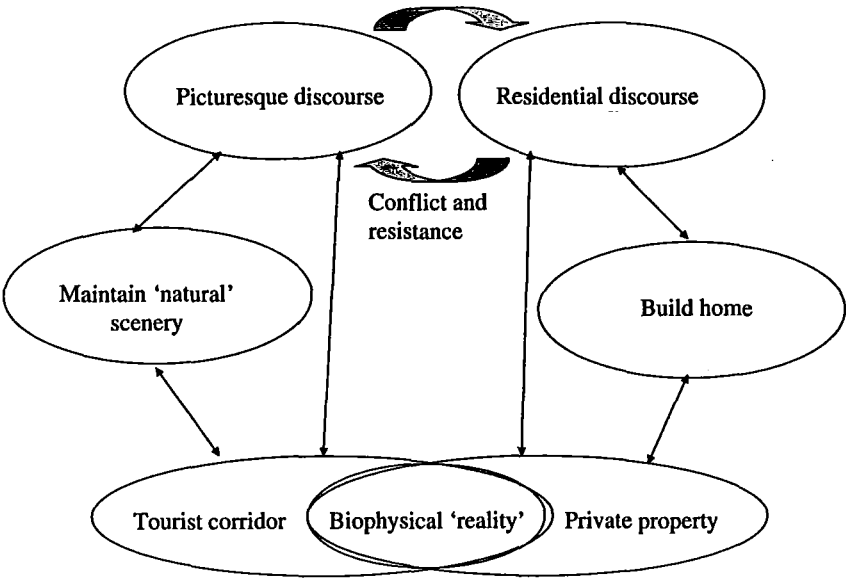 Picturesque discourse
Residential discourse
Conflict and
resistance
Maintain ‘natural’
scenery
Build home
Tourist corridor
Biophysical ‘reality’
Private property